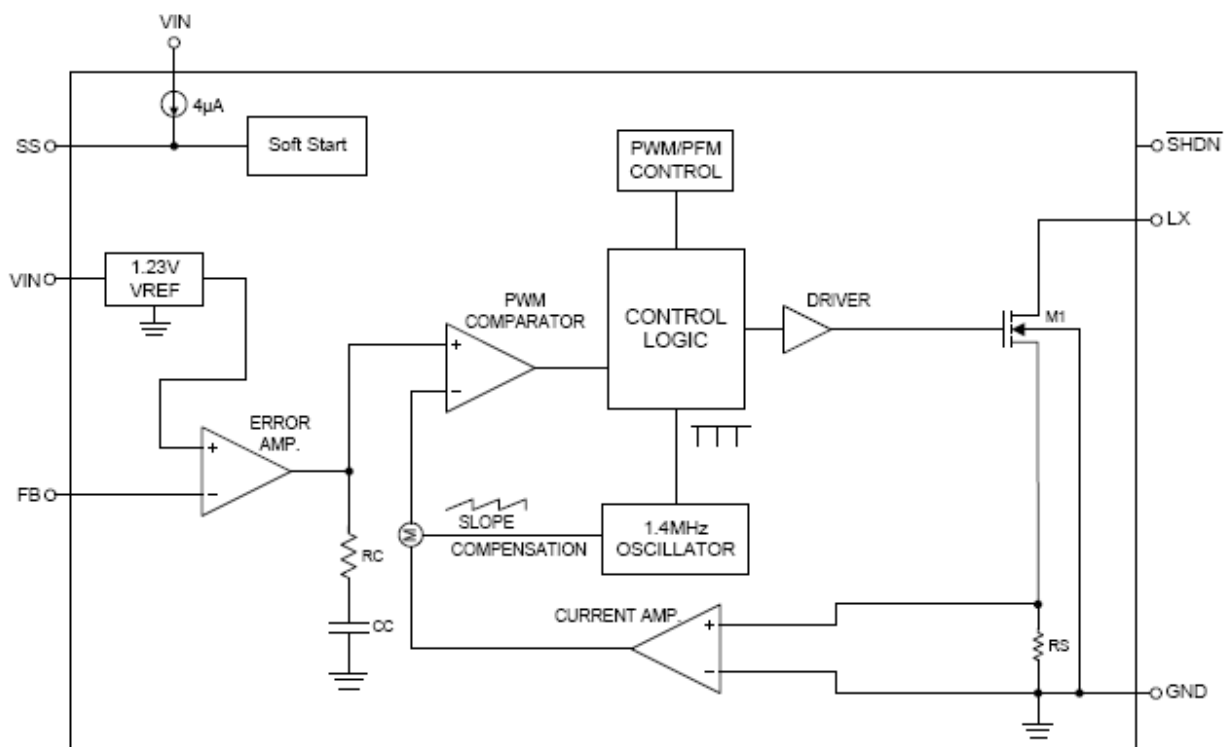 VIN
4μA
SS
Soft Start
PWM/PFM
CONTROL
SHDN
LX
VIN
1.23V
VREF
PWM
COMPARATOR
+
−
CONTROL
LOGIC
DRIVER
M1
ERROR
AMP.
+
−
FB
RC
CC
M
SLOPE
COMPENSATION
1.4MHz
OSCILLATOR
CURRENT AMP.
+
−
RS
GND